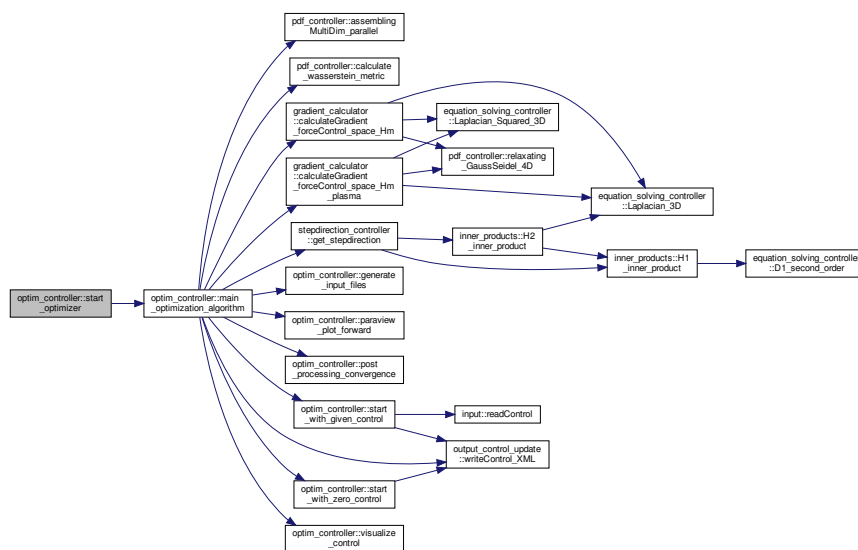 pdf_controller::assembling
MultiDim_parallel
pdf_controller::calculate
_wasserstein_metric
gradient_calculator
::calculateGradient
_forceControl_space_Hm
equation_solving_controller
::Laplacian_Squared_3D
gradient_calculator
::calculateGradient
_forceControl_space_Hm
_plasma
pdf_controller::relaxating
_GaussSeidel_4D
equation_solving_controller
::Laplacian_3D
stepdirection_controller
::get_stepdirection
inner_products::H2
_inner_product
inner_products::H1
_inner_product
equation_solving_controller
::D1_second_order
optim_controller::generate
_input_files
optim_controller::start
_optimizer
optim_controller::main
_optimization_algorithm
optim_controller::paraview
_plot_forward
optim_controller::post
_processing_convergence
optim_controller::start
_with_given_control
input::readControl
output_control_update
::writeControl_XML
optim_controller::start
_with_zero_control
optim_controller::visualize
_control